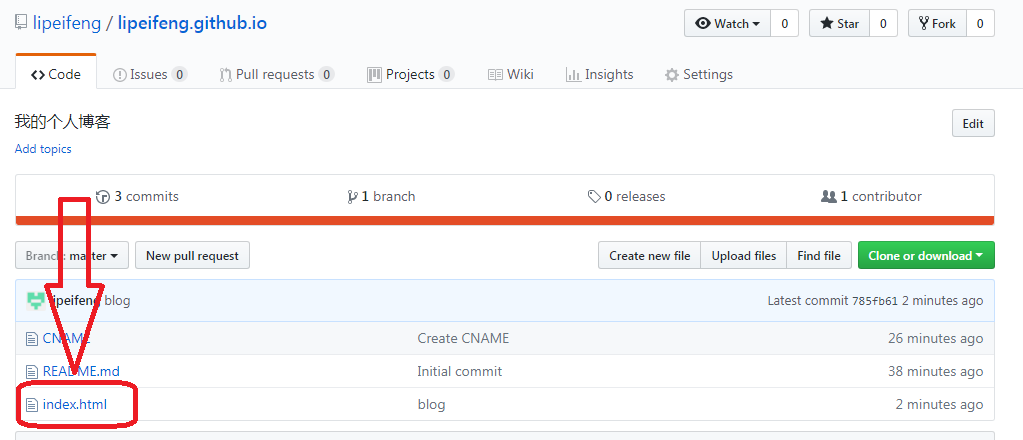 lipeifeng / lipeifeng.github.io
Watch 0 Star 0 Fork 0
Code Issues 0 Pull requests 0 Projects 0 Wiki Insights Settings
我的个人博客
Edit
Add topics
3 commits 1 branch 0 releases 1 contributor
Branch: master New pull request Create new file Upload files Find file Clone or download
lipeifeng blog Latest commit 785fb61 2 minutes ago
CNAME Create CNAME 26 minutes ago
README.md Initial commit 38 minutes ago
index.html blog 2 minutes ago